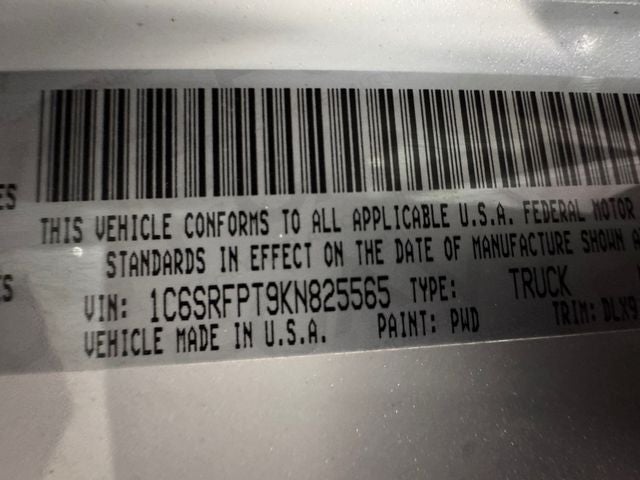 THIS VEHICLE CONFORMS TO ALL APPLICABLE U.S.A. FEDERAL MOTOR
ES
STANDARDS IN EFFECT ON THE DATE OF MANUFACTURE SHOWN
ES
VIN: 1C6SRFPT9KN825565 TYPE: TRUCK
VEHICLE MADE IN U.S.A. PAINT: PWD TRIM: DLX9